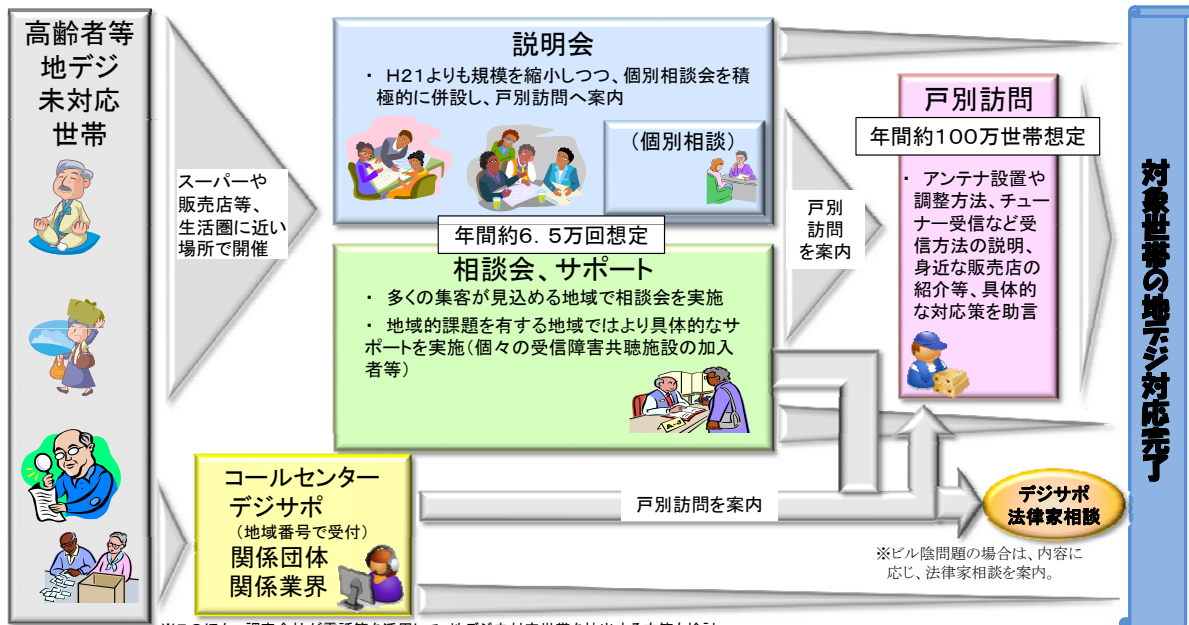 高齢者等
地デジ
未対応
世帯
スーパーや
販売店等、
生活圏に近い
場所で開催
説明会
・ H21よりも規模を縮小しつつ、個別相談会を積
極的に併設し、戸別訪問へ案内
(個別相談)
年間約6.5万回想定
相談会、サポート
・ 多くの集客が見込める地域で相談会を実施
・ 地域的課題を有する地域ではより具体的なサ
ポートを実施(個々の受信障害共聴施設の加入
者等)
戸別
訪問
を案内
戸別訪問
年間約100万世帯想定
・ アンテナ設置や
調整方法、チュー
ナー受信など受
信方法の説明、
身近な販売店の
紹介等、具体的
な対応策を助言
コールセンター
デジサポ
(地域番号で受付)
関係団体
関係業界
戸別訪問を案内
デジサポ
法律家相談
※ビル陰問題の場合は、内容に
応じ、法律家相談を案内。
対象世帯の地デジ対応完了